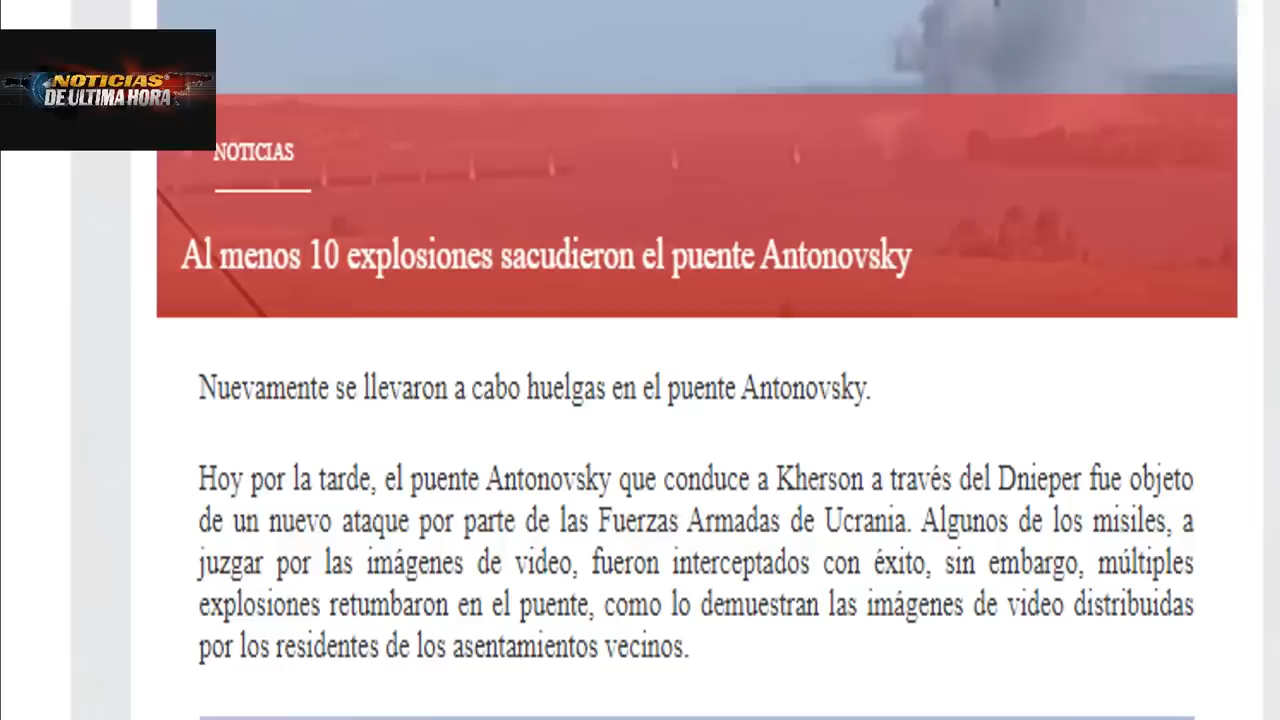 NOTICIAS
DE ULTIMA HORA
NOTICIAS
Al menos 10 explosiones sacudieron el puente Antonovsky
Nuevamente se llevaron a cabo huelgas en el puente Antonovsky.
Hoy por la tarde, el puente Antonovsky que conduce a Kherson a través del Dnieper fue objeto
de un nuevo ataque por parte de las Fuerzas Armadas de Ucrania. Algunos de los misiles, a
juzgar por las imágenes de video, fueron interceptados con éxito, sin embargo, múltiples
explosiones retumbaron en el puente, como lo demuestran las imágenes de video distribuidas
por los residentes de los asentamientos vecinos.